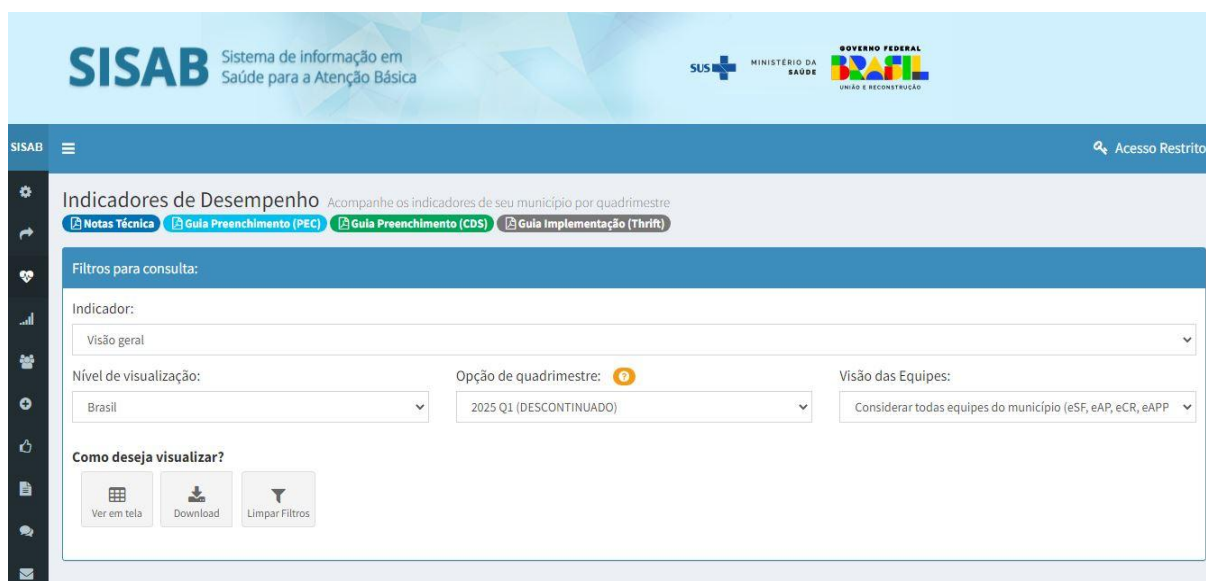 SISAB
Sistema de informação em
Saúde para a Atenção Básica
SUS
MINISTÉRIO DA
SAÚDE
GOVERNO FEDERAL
BRASIL
UNIÃO E RECONSTRUÇÃO
SISAB
Acesso Restrito
Indicadores de Desempenho Acompanhe os indicadores de seu município por quadrimestre
Notas Técnica Guia Preenchimento (PEC) Guia Preenchimento (CDS) Guia Implementação (Thrift)
Filtros para consulta:
Indicador:
Visão geral
Nível de visualização: Opção de quadrimestre: ? Visão das Equipes:
Brasil 2025 Q1 (DESCONTINUADO) Considerar todas equipes do município (eSF, eAP, eCR, eAPP
Como deseja visualizar?
Ver em tela Download Limpar Filtros